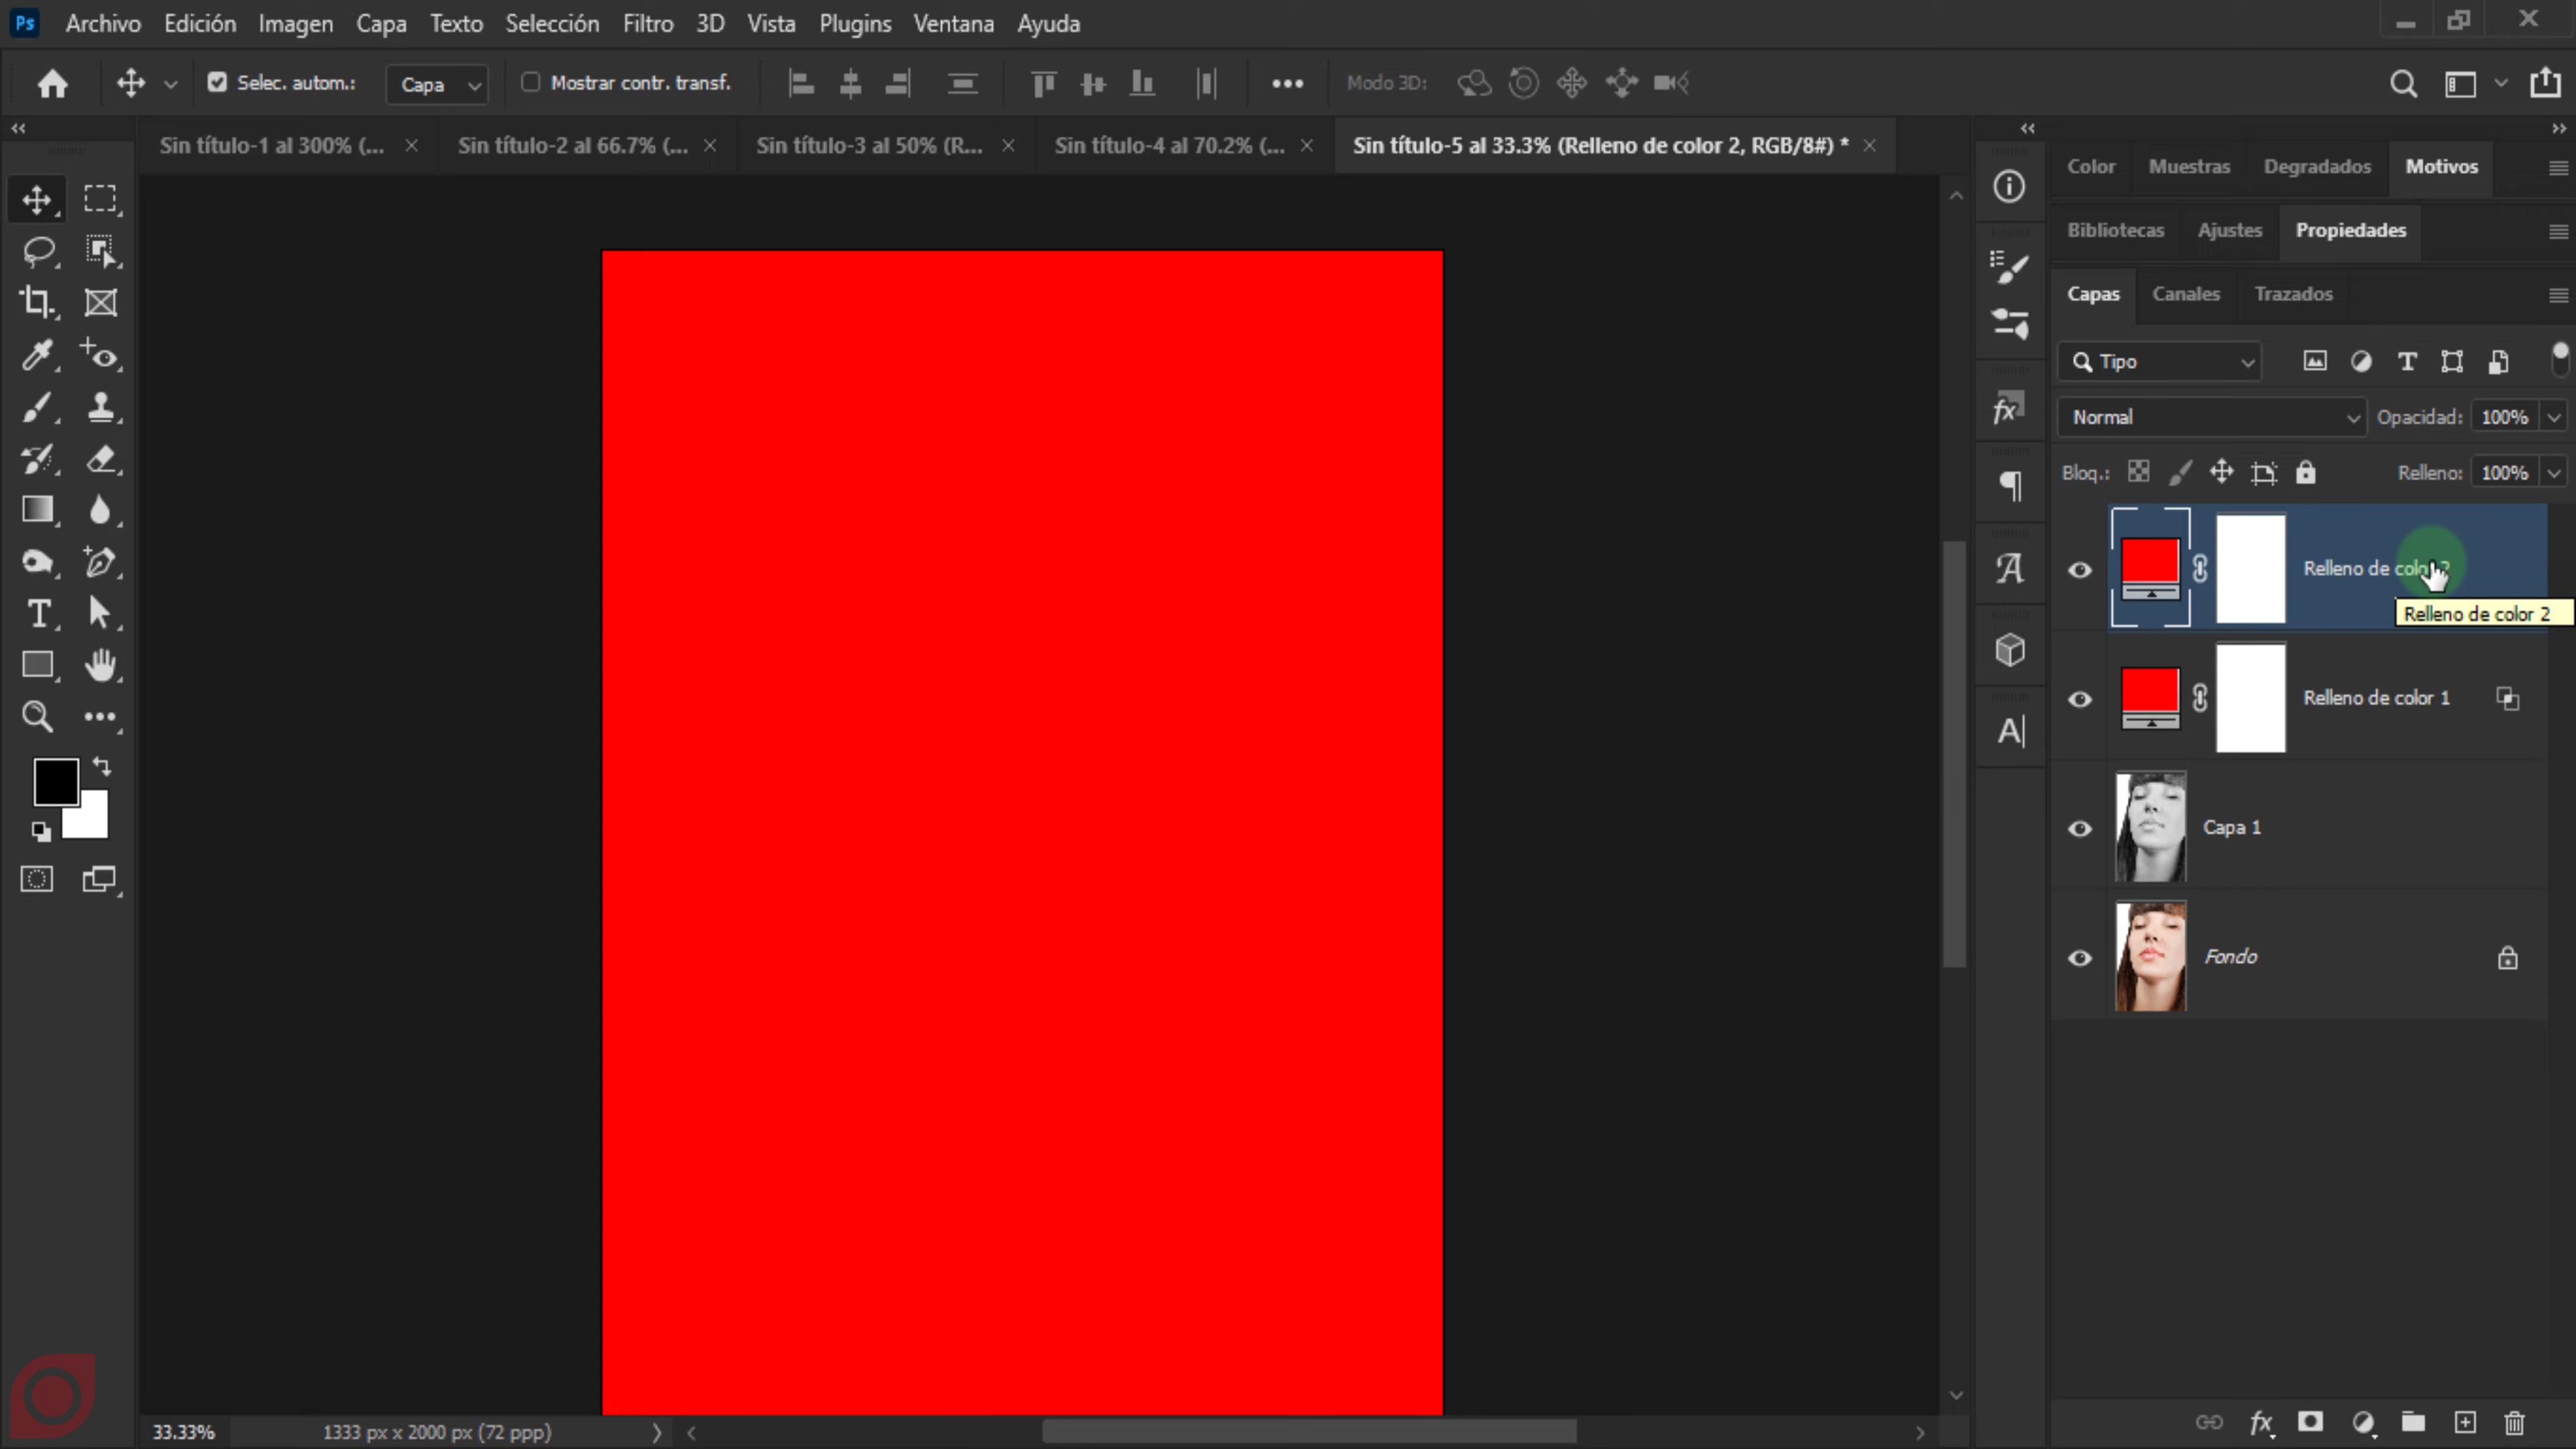 Ps Archivo Edición Imagen Capa Texto Selección Filtro 3D Vista Plugins Ventana Ayuda
Selec. autom.: Capa Mostrar contr. transf. Modo 3D:
Sin título-1 al 300% (... Sin título-2 al 66.7% (... Sin título-3 al 50% (R... Sin título-4 al 70.2% (... Sin título-5 al 33.3% (Relleno de color 2, RGB/8#) *
Color Muestras Degradados Motivos
Bibliotecas Ajustes Propiedades
Capas Canales Trazados
Tipo
Normal Opacidad: 100%
Bloq.: Relleno: 100%
Relleno de color 2
Relleno de color 2
Relleno de color 1
Capa 1
Fondo
33.33% 1333 px x 2000 px (72 ppp)